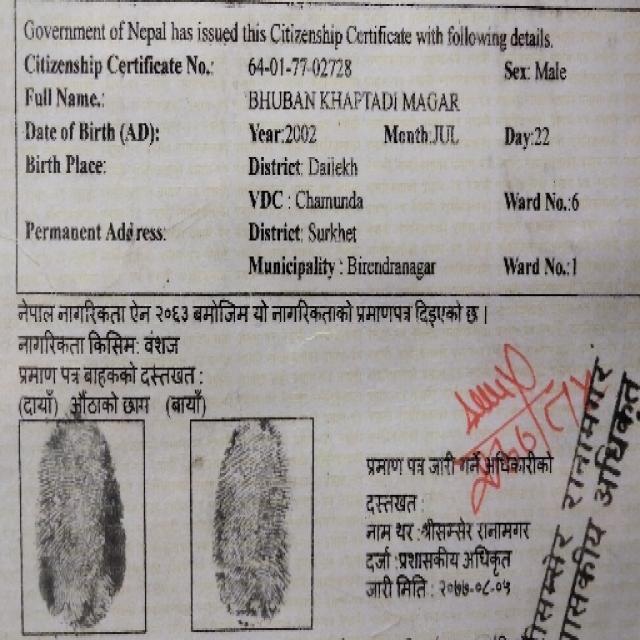 Government of Nepal has issued this Citizenship Certificate with following details.
Citizenship Certificate No.: 64-01-77-02728 Sex: Male
Full Name.: BHUBAN KHAPTADI MAGAR
Date of Birth (AD): Year:2002 Month:JUL Day:22
Birth Place: District: Dailekh
VDC : Chamunda Ward No.:6
Permanent Address: District: Surkhet
Municipality : Birendranagar Ward No.:1
नेपाल नागरिकता ऐन २०६३ बमोजिम यो नागरिकताको प्रमाणपत्र दिइएको छ |
नागरिकता किसिम: वंशज
प्रमाण पत्र बाहकको दस्तखत :
(दायाँ) औंठाको छाप (बायाँ)
प्रमाण पत्र जारी गर्ने अधिकारीको
दस्तखत :
नाम थर : श्रीसम्सेर रानामगर
दर्जा : प्रशासकीय अधिकृत
जारी मिति : २०७७-०८-०५
सम्सेर रानामगर
अधिकृत